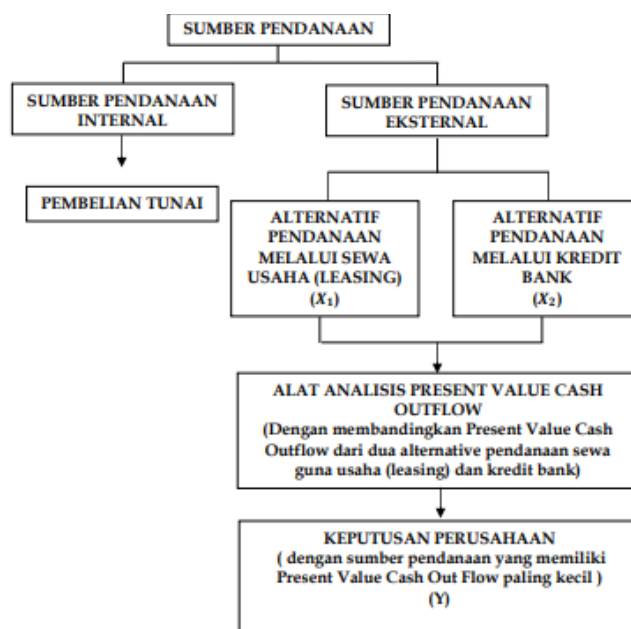 SUMBER PENDANAAN
SUMBER PENDANAAN
INTERNAL
SUMBER PENDANAAN
EKSTERNAL
PEMBELIAN TUNAI
ALTERNATIF
PENDANAAN
MELALUI SEWA
USAHA (LEASING)
(X₁)
ALTERNATIF
PENDANAAN
MELALUI KREDIT
BANK
(X₂)
ALAT ANALISIS PRESENT VALUE CASH
OUTFLOW
(Dengan membandingkan Present Value Cash
Outflow dari dua alternative pendanaan sewa
guna usaha (leasing) dan kredit bank)
KEPUTUSAN PERUSAHAAN
( dengan sumber pendanaan yang memiliki
Present Value Cash Out Flow paling kecil )
(Y)